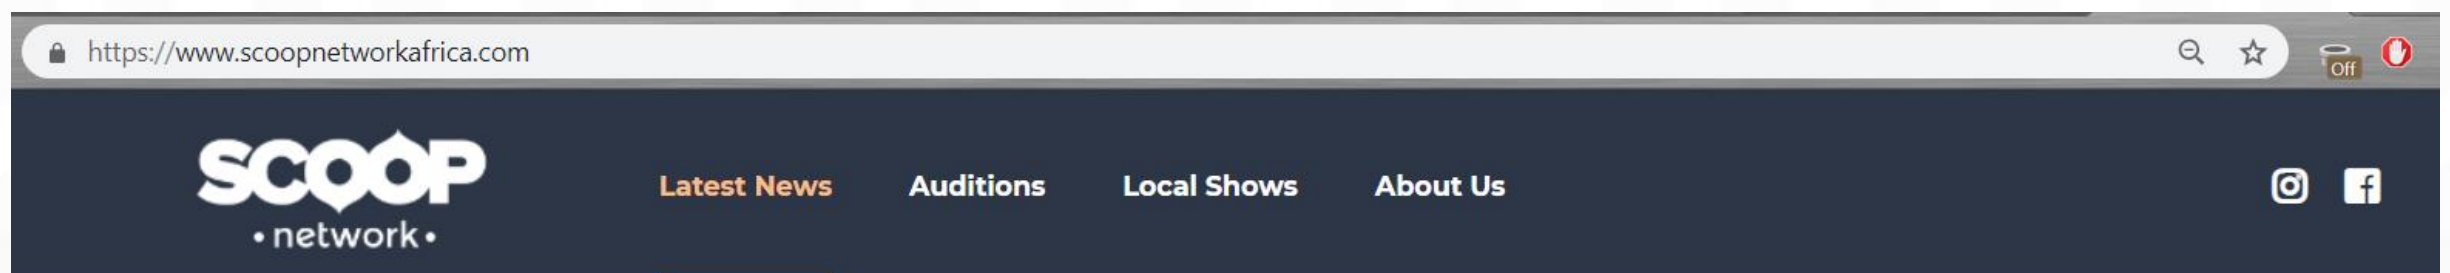 https://www.scoopnetworkafrica.com
Off
SCOOP
• network •
Latest News
Auditions
Local Shows
About Us